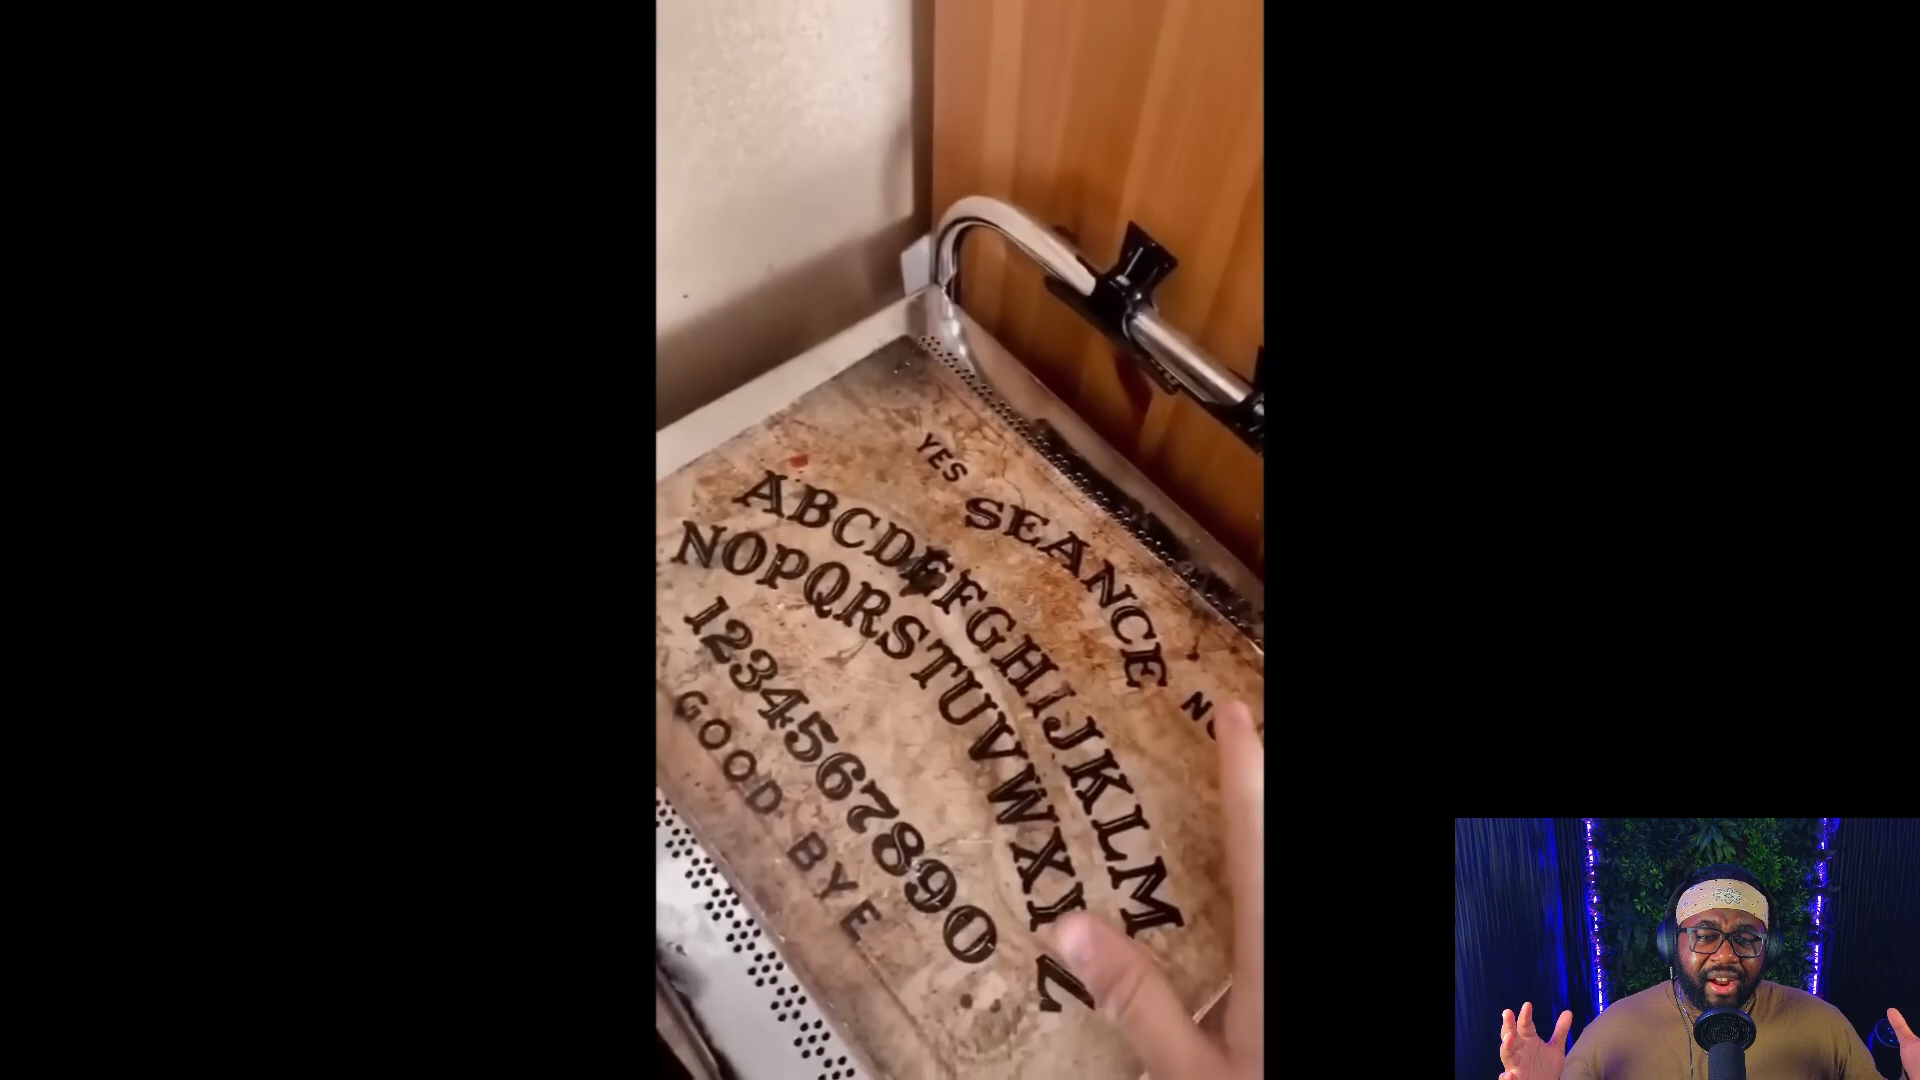 YES
SEANCE
NO
ABCDEFGHIJKLM
NOPQRSTUVWXYZ
1234567890
GOOD BYE